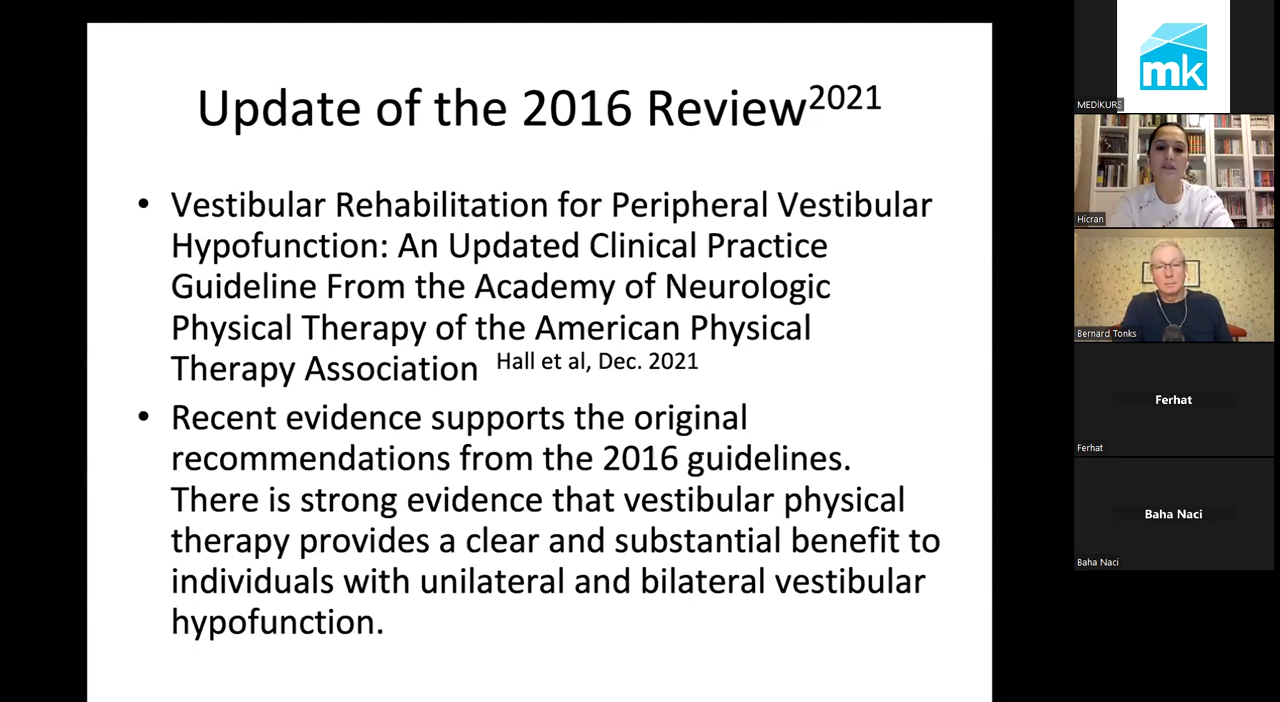 Update of the 2016 Review2021
• Vestibular Rehabilitation for Peripheral Vestibular
Hypofunction: An Updated Clinical Practice
Guideline From the Academy of Neurologic
Physical Therapy of the American Physical
Therapy Association Hall et al, Dec. 2021
• Recent evidence supports the original
recommendations from the 2016 guidelines.
There is strong evidence that vestibular physical
therapy provides a clear and substantial benefit to
individuals with unilateral and bilateral vestibular
hypofunction.
mk
MEDİKURS
Hicran
Bernard Tonks
Ferhat
Ferhat
Baha Naci
Baha Naci